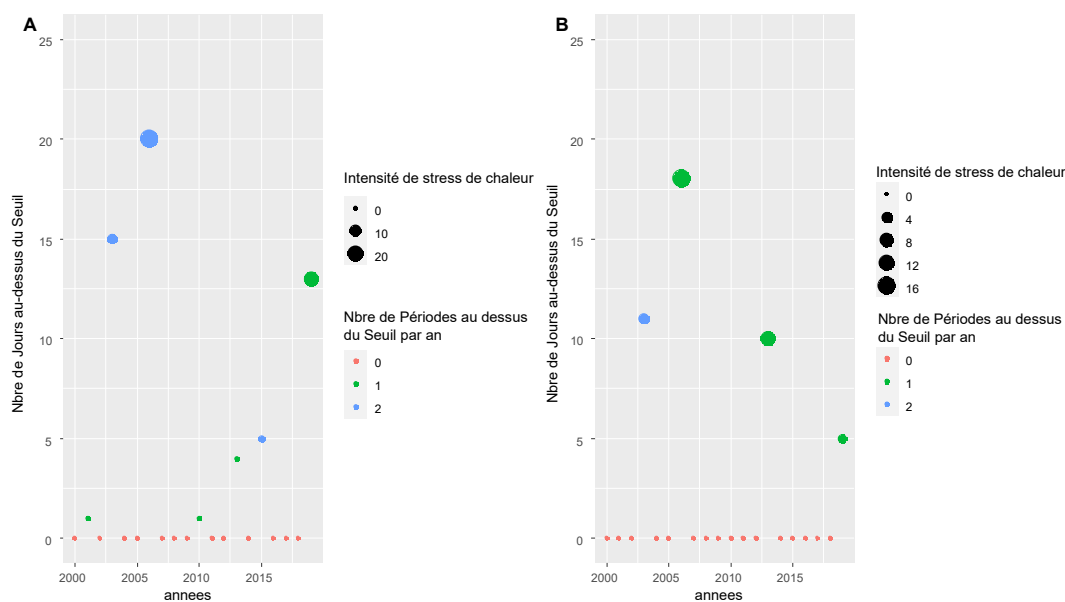 A
25
20
15
10
5
0
Nbre de Jours au-dessus du Seuil
2000 2005 2010 2015
annees
Intensité de stress de chaleur
0
10
20
Nbre de Périodes au dessus
du Seuil par an
0
1
2
B
25
20
15
10
5
0
Nbre de Jours au-dessus du Seuil
2000 2005 2010 2015
annees
Intensité de stress de chaleur
0
4
8
12
16
Nbre de Périodes au dessus
du Seuil par an
0
1
2